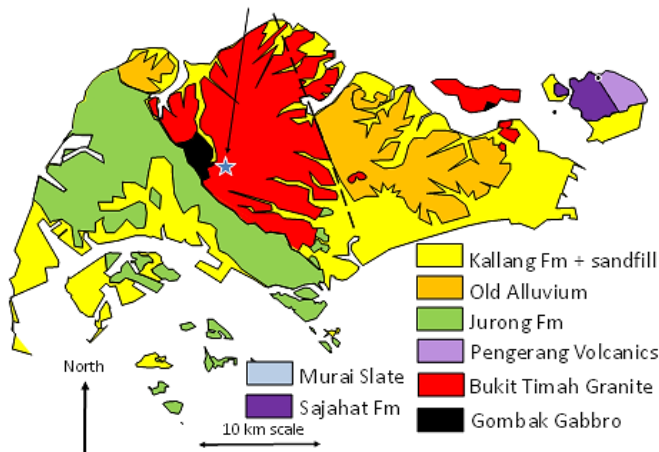 Kallang Fm + sandfill
Old Alluvium
Jurong Fm
Pengerang Volcanics
Bukit Timah Granite
Gombak Gabbro
Murai Slate
Sajahat Fm
North
10 km scale